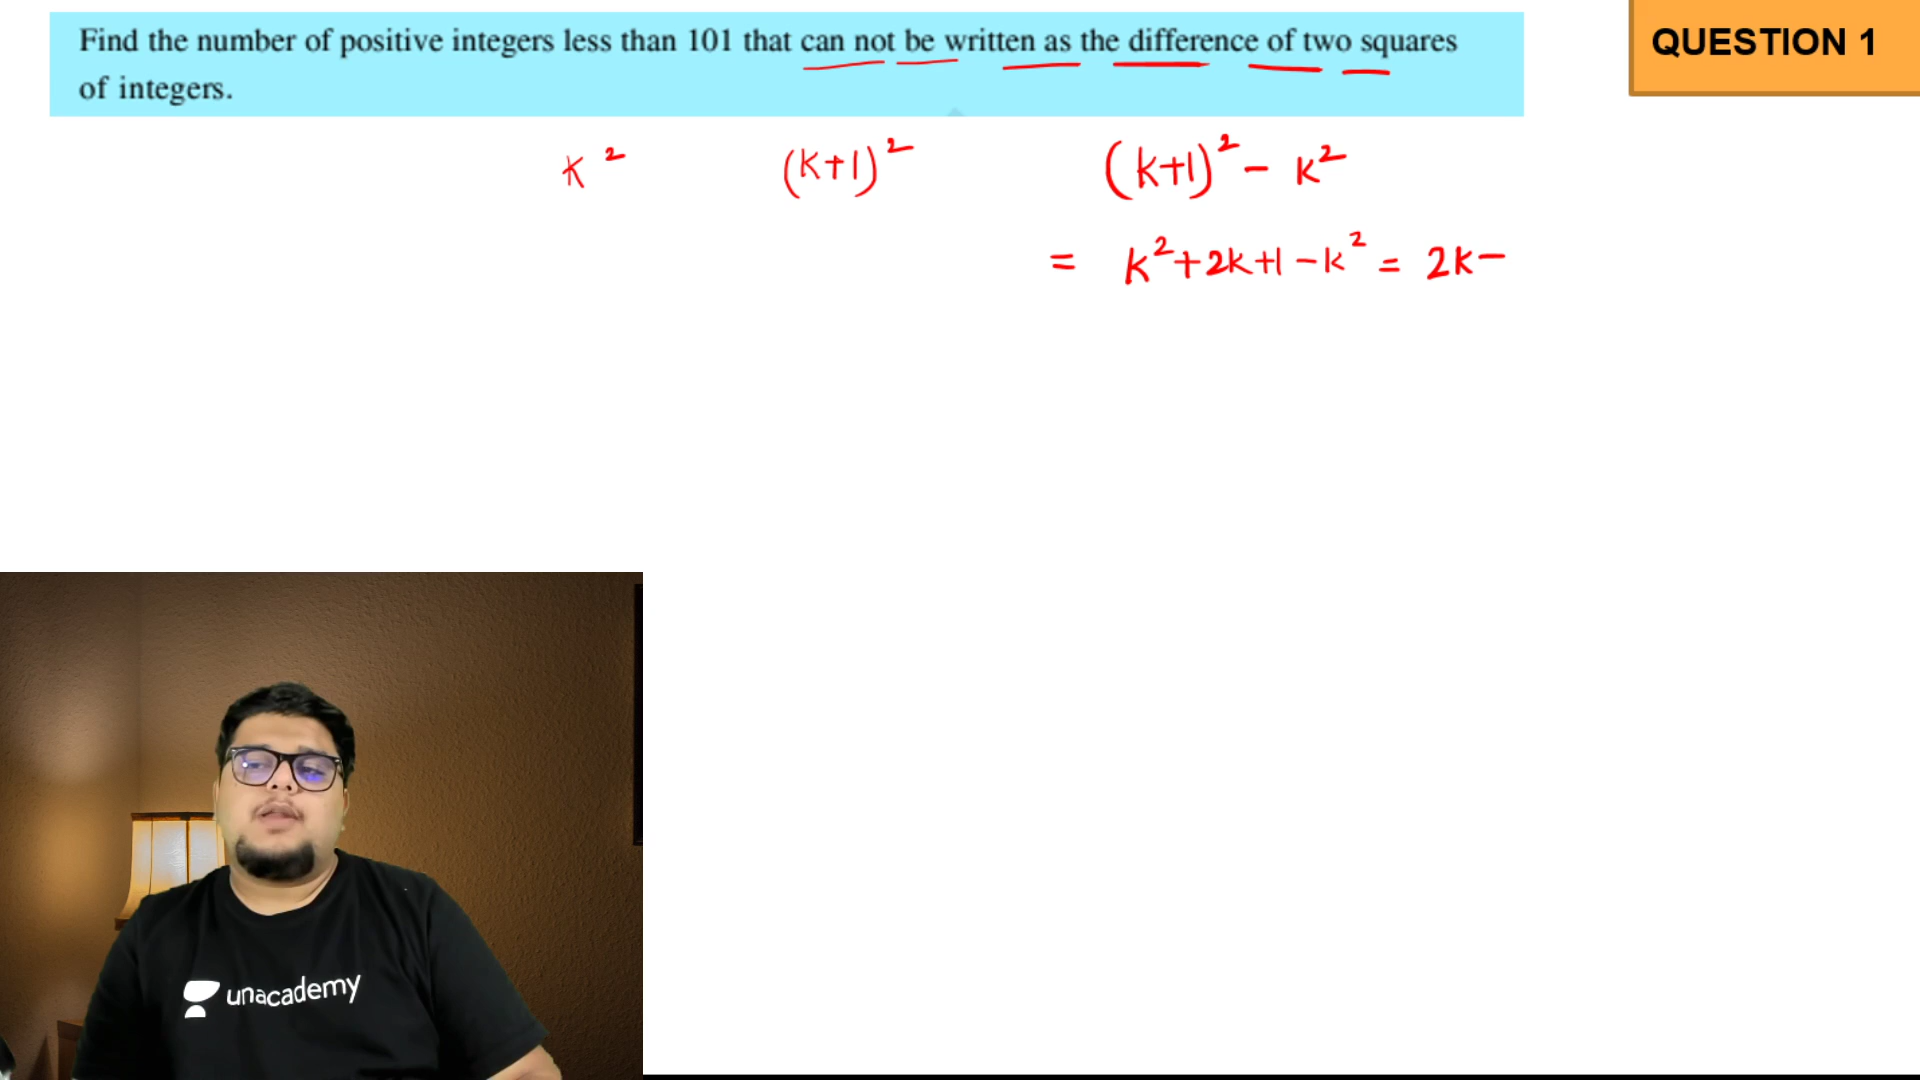 Find the number of positive integers less than 101 that can not be written as the difference of two squares
of integers.
QUESTION 1
k² (k+1)² (k+1)² - k²
= k²+2k+1-k² = 2k-
unacademy